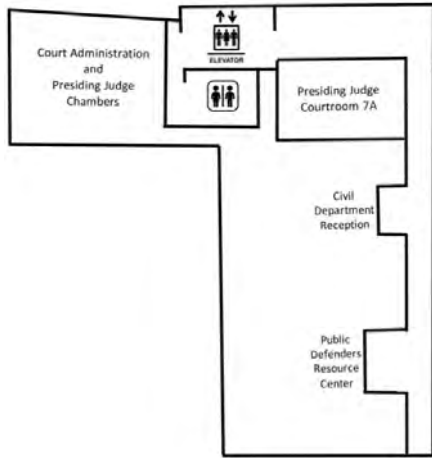 Court Administration
and
Presiding Judge
Chambers
ELEVATOR
Presiding Judge
Courtroom 7A
Civil
Department
Reception
Public
Defenders
Resource
Center